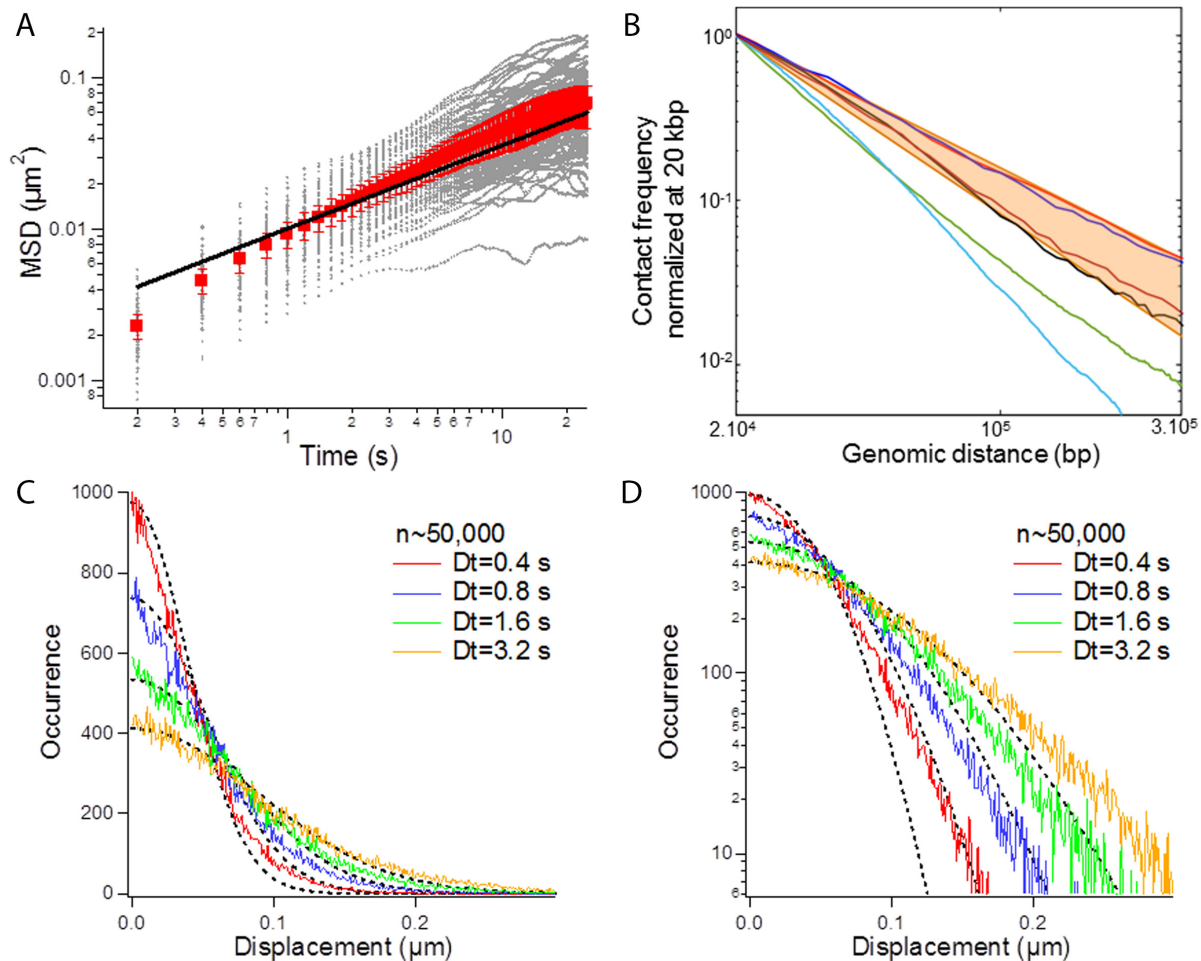 A
MSD (µm²)
2
0.1
8
6
4
2
0.01
8
6
4
2
0.001
8
2
3
4
5
6
7
1
2
3
4
5
6
7
10
2
Time (s)
B
Contact frequency
normalized at 20 kbp
10⁰
10⁻¹
10⁻²
2.10⁴
10⁵
3.10⁵
Genomic distance (bp)
C
Occurrence
1000
800
600
400
200
0
n~50,000
Dt=0.4 s
Dt=0.8 s
Dt=1.6 s
Dt=3.2 s
0.0
0.1
0.2
Displacement (µm)
D
Occurrence
1000
6
4
3
2
100
6
4
3
2
10
6
n~50,000
Dt=0.4 s
Dt=0.8 s
Dt=1.6 s
Dt=3.2 s
0.0
0.1
0.2
Displacement (µm)